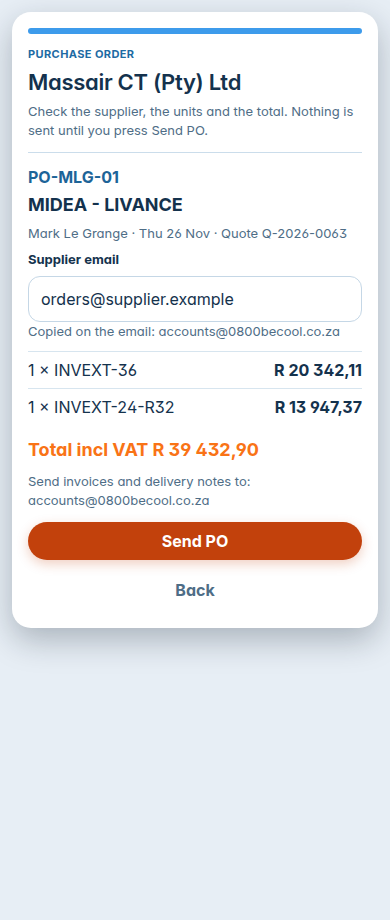 PURCHASE ORDER
Massair CT (Pty) Ltd
Check the supplier, the units and the total. Nothing is
sent until you press Send PO.
PO-MLG-01
MIDEA - LIVANCE
Mark Le Grange · Thu 26 Nov · Quote Q-2026-0063
Supplier email
orders@supplier.example
Copied on the email: accounts@0800becool.co.za
1 × INVEXT-36 R 20 342,11
1 × INVEXT-24-R32 R 13 947,37
Total incl VAT R 39 432,90
Send invoices and delivery notes to:
accounts@0800becool.co.za
Send PO
Back